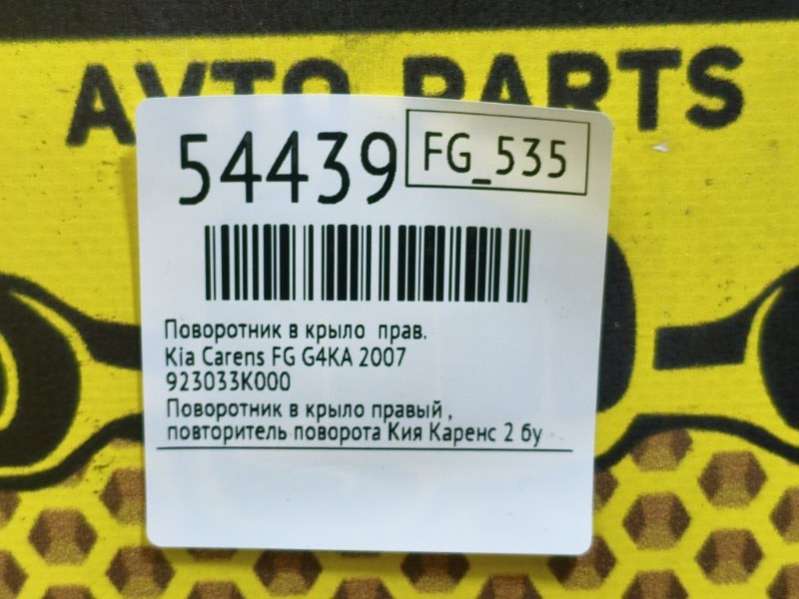 AVTO PARTS
54439 FG_535
Поворотник в крыло прав.
Kia Carens FG G4KA 2007
923033K000
Поворотник в крыло правый ,
повторитель поворота Кия Каренс 2 бу